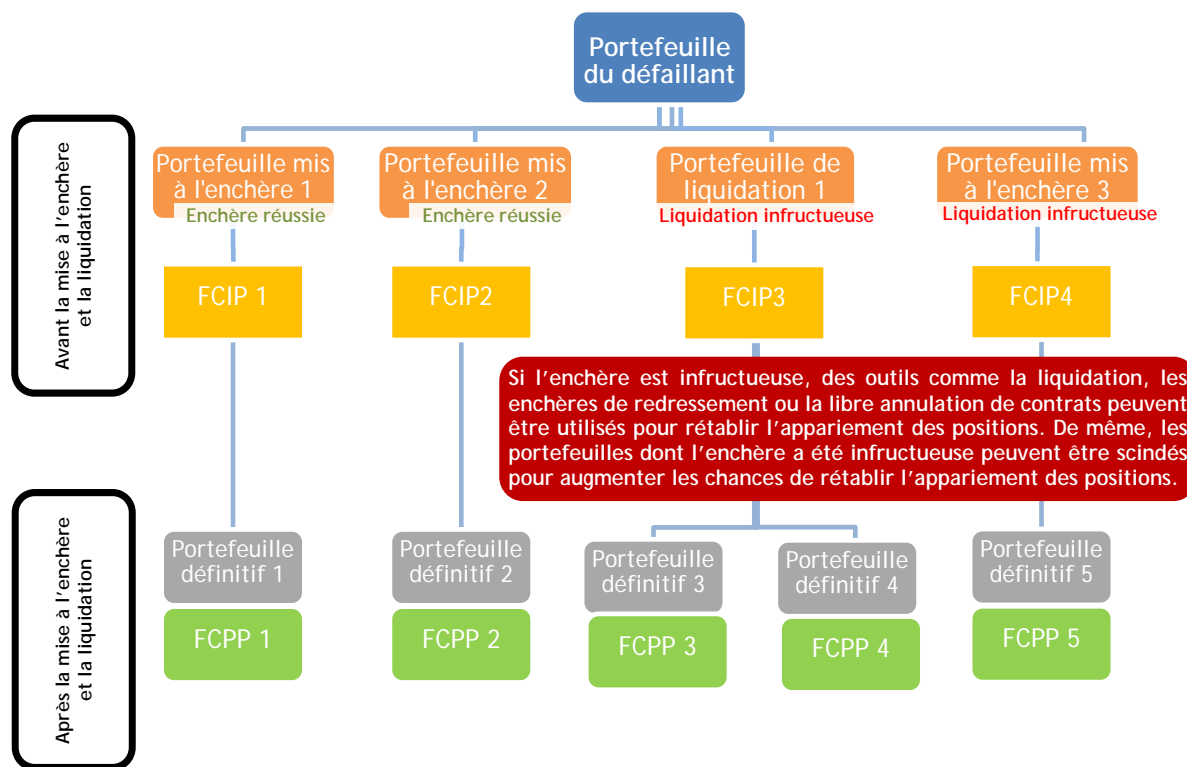 Portefeuille
du défaillant
Avant la mise à l'enchère
et la liquidation
Portefeuille mis
à l'enchère 1
Enchère réussie
Portefeuille mis
à l'enchère 2
Enchère réussie
Portefeuille de
liquidation 1
Liquidation infructueuse
Portefeuille mis
à l'enchère 3
Liquidation infructueuse
FCIP 1
FCIP2
FCIP3
FCIP4
Si l'enchère est infructueuse, des outils comme la liquidation, les
enchères de redressement ou la libre annulation de contrats peuvent
être utilisés pour rétablir l'appariement des positions. De même, les
portefeuilles dont l'enchère a été infructueuse peuvent être scindés
pour augmenter les chances de rétablir l'appariement des positions.
Après la mise à l'enchère
et la liquidation
Portefeuille
définitif 1
Portefeuille
définitif 2
Portefeuille
définitif 3
Portefeuille
définitif 4
Portefeuille
définitif 5
FCPP 1
FCPP 2
FCPP 3
FCPP 4
FCPP 5